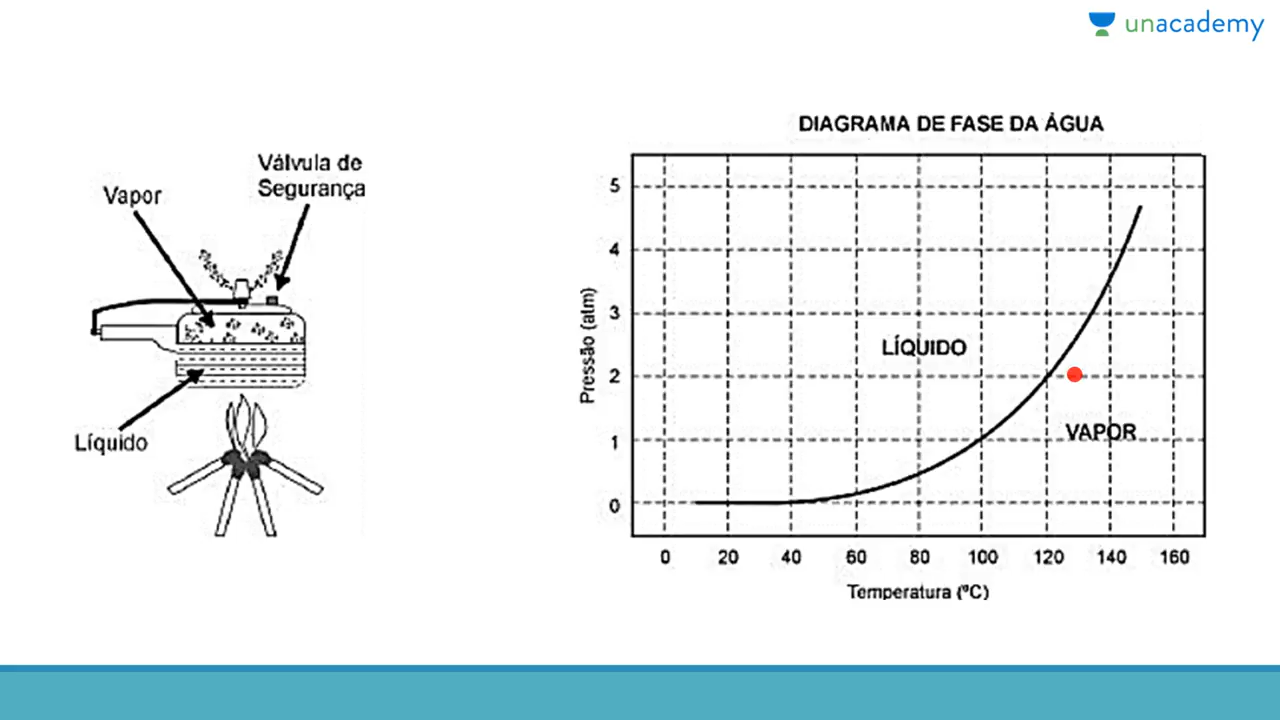 unacademy
Válvula de
Segurança
Vapor
Líquido
DIAGRAMA DE FASE DA ÁGUA
Pressão (atm)
5
4
3
2
1
0
LÍQUIDO
VAPOR
0 20 40 60 80 100 120 140 160
Temperatura (ºC)